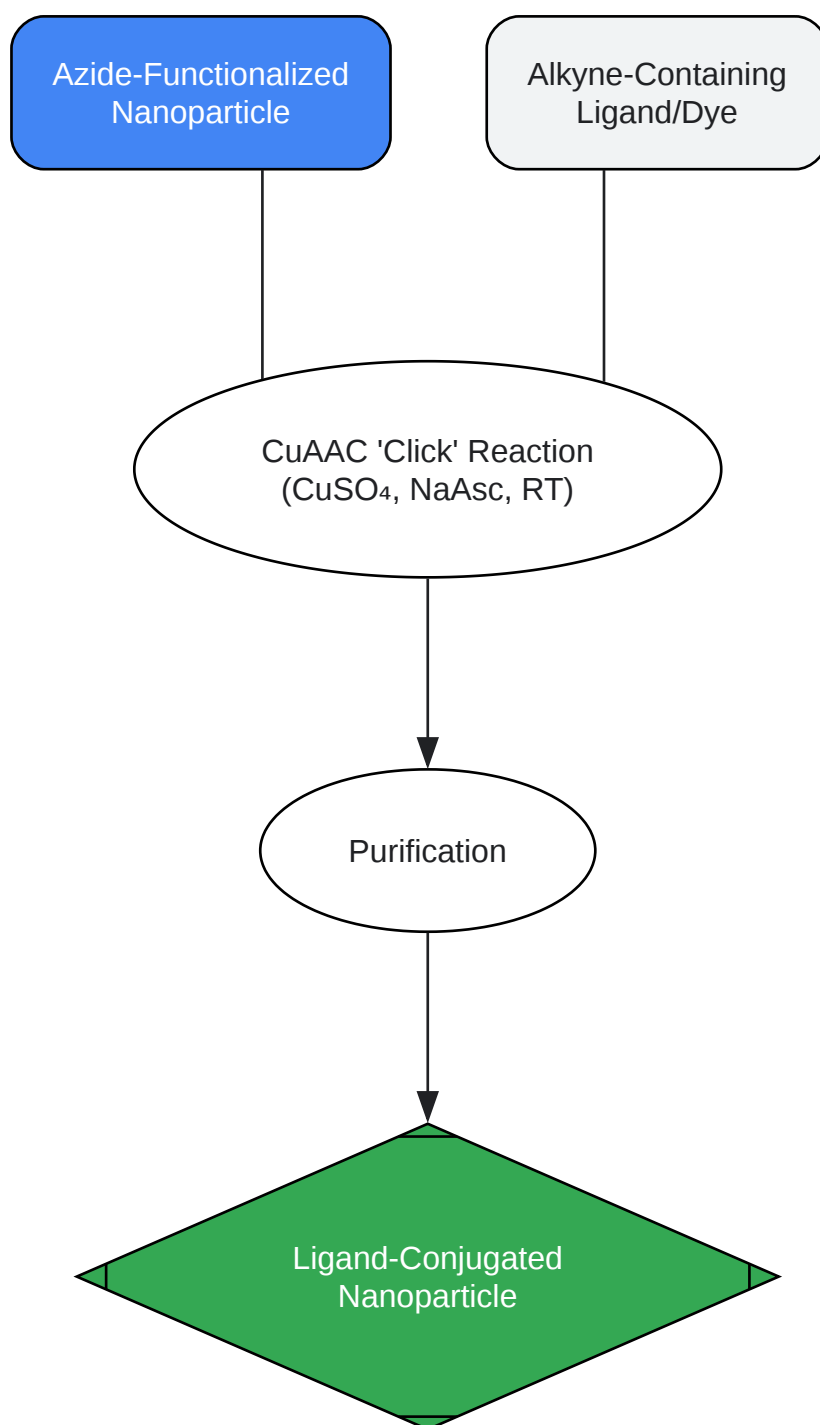 Azide-Functionalized
Nanoparticle
Alkyne-Containing
Ligand/Dye
CuAAC 'Click' Reaction
(CuSO₄, NaAsc, RT)
Purification
Ligand-Conjugated
Nanoparticle